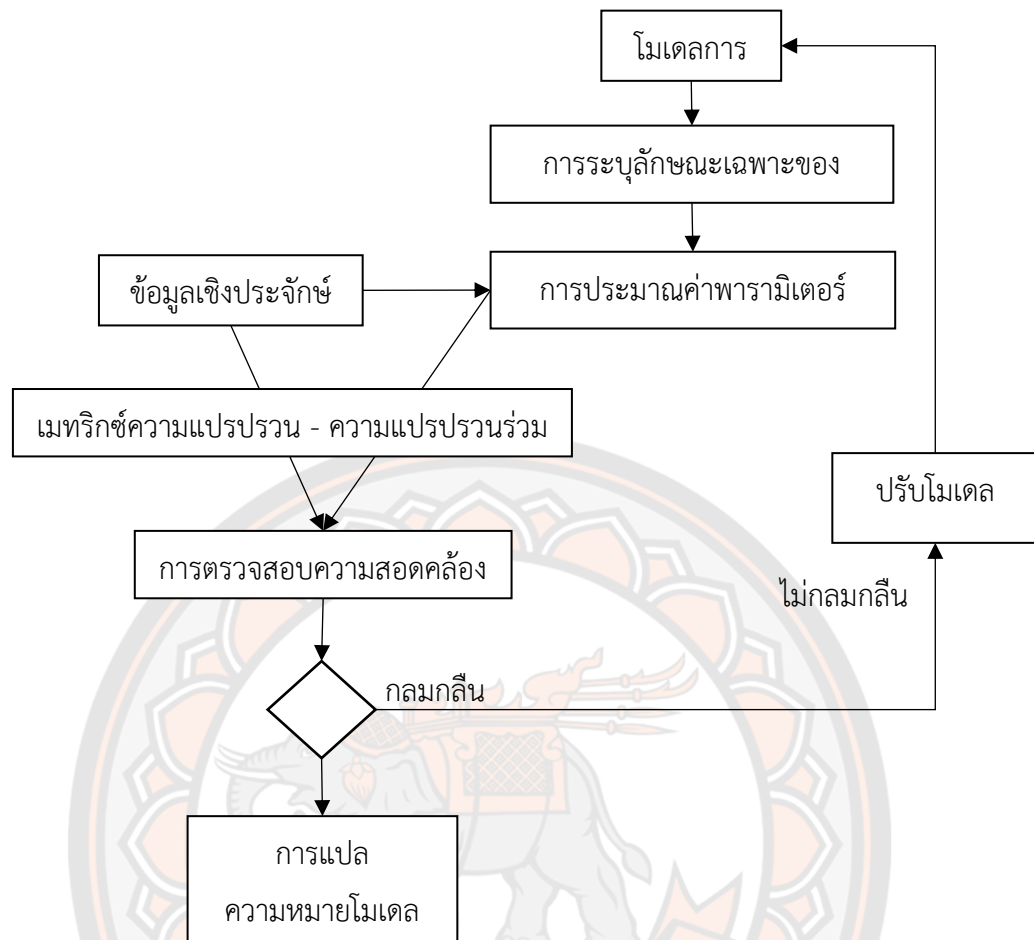 โมเดลการ
การระบุลักษณะเฉพาะของ
ข้อมูลเชิงประจักษ์
การประมาณค่าพารามิเตอร์
เมทริกซ์ความแปรปรวน - ความแปรปรวนร่วม
ปรับโมเดล
การตรวจสอบความสอดคล้อง
ไม่กลมกลืน
กลมกลืน
การแปล
ความหมายโมเดล